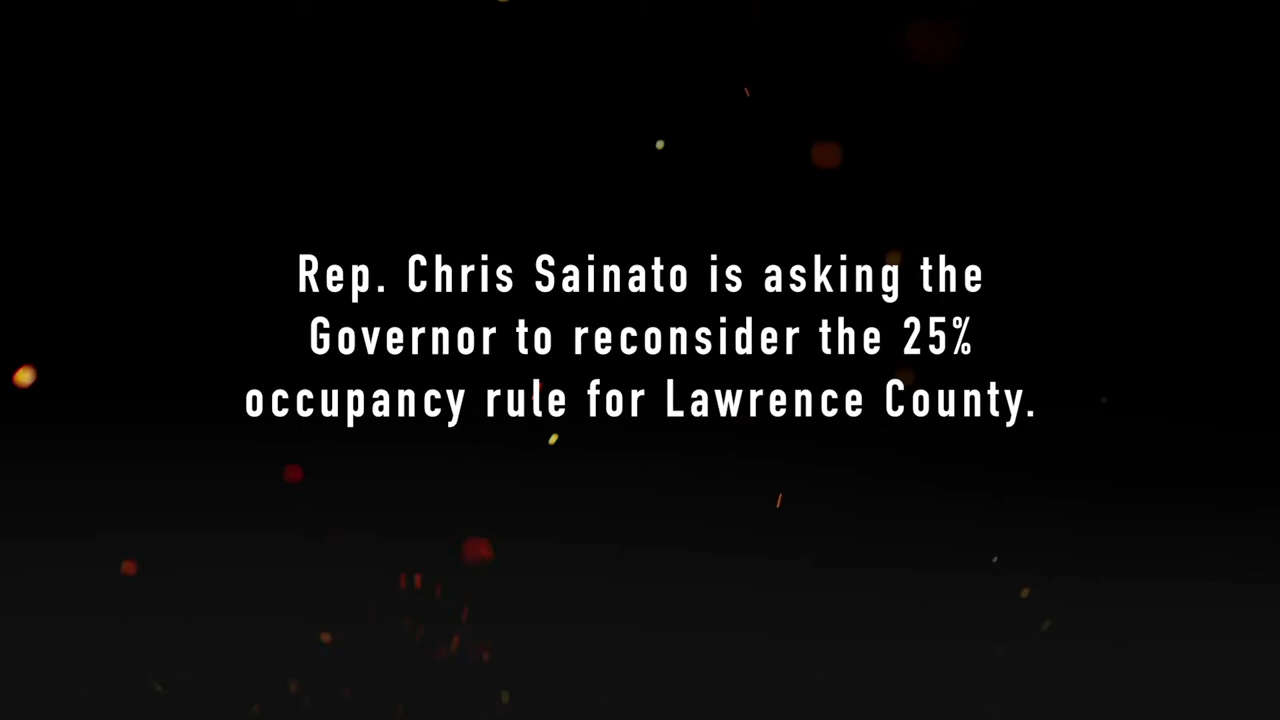 Rep. Chris Sainato is asking the
Governor to reconsider the 25%
occupancy rule for Lawrence County.